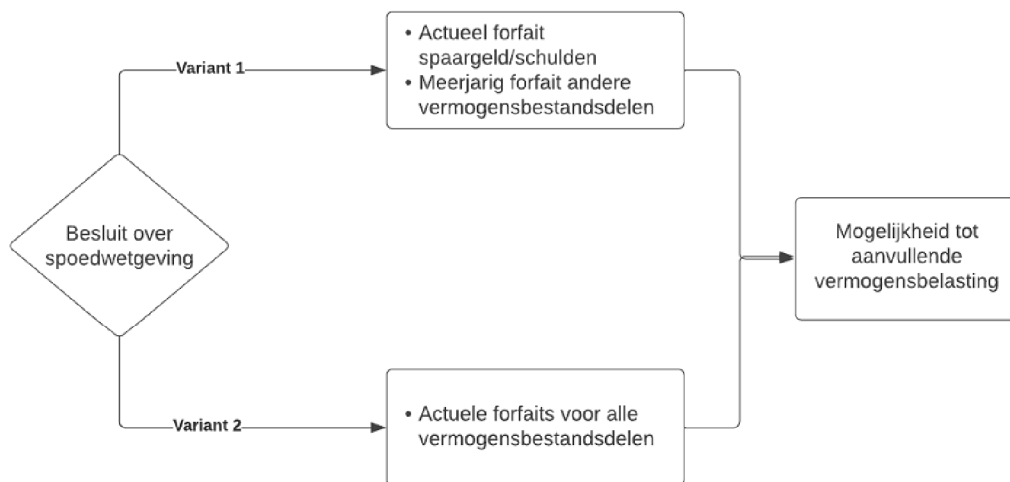 Variant 1
• Actueel forfait
spaargeld/schulden
• Meerjarig forfait andere
vermogensbestandsdelen
Besluit over
spoedwetgeving
Mogelijkheid tot
aanvullende
vermogensbelasting
Variant 2
• Actuele forfaits voor alle
vermogensbestandsdelen